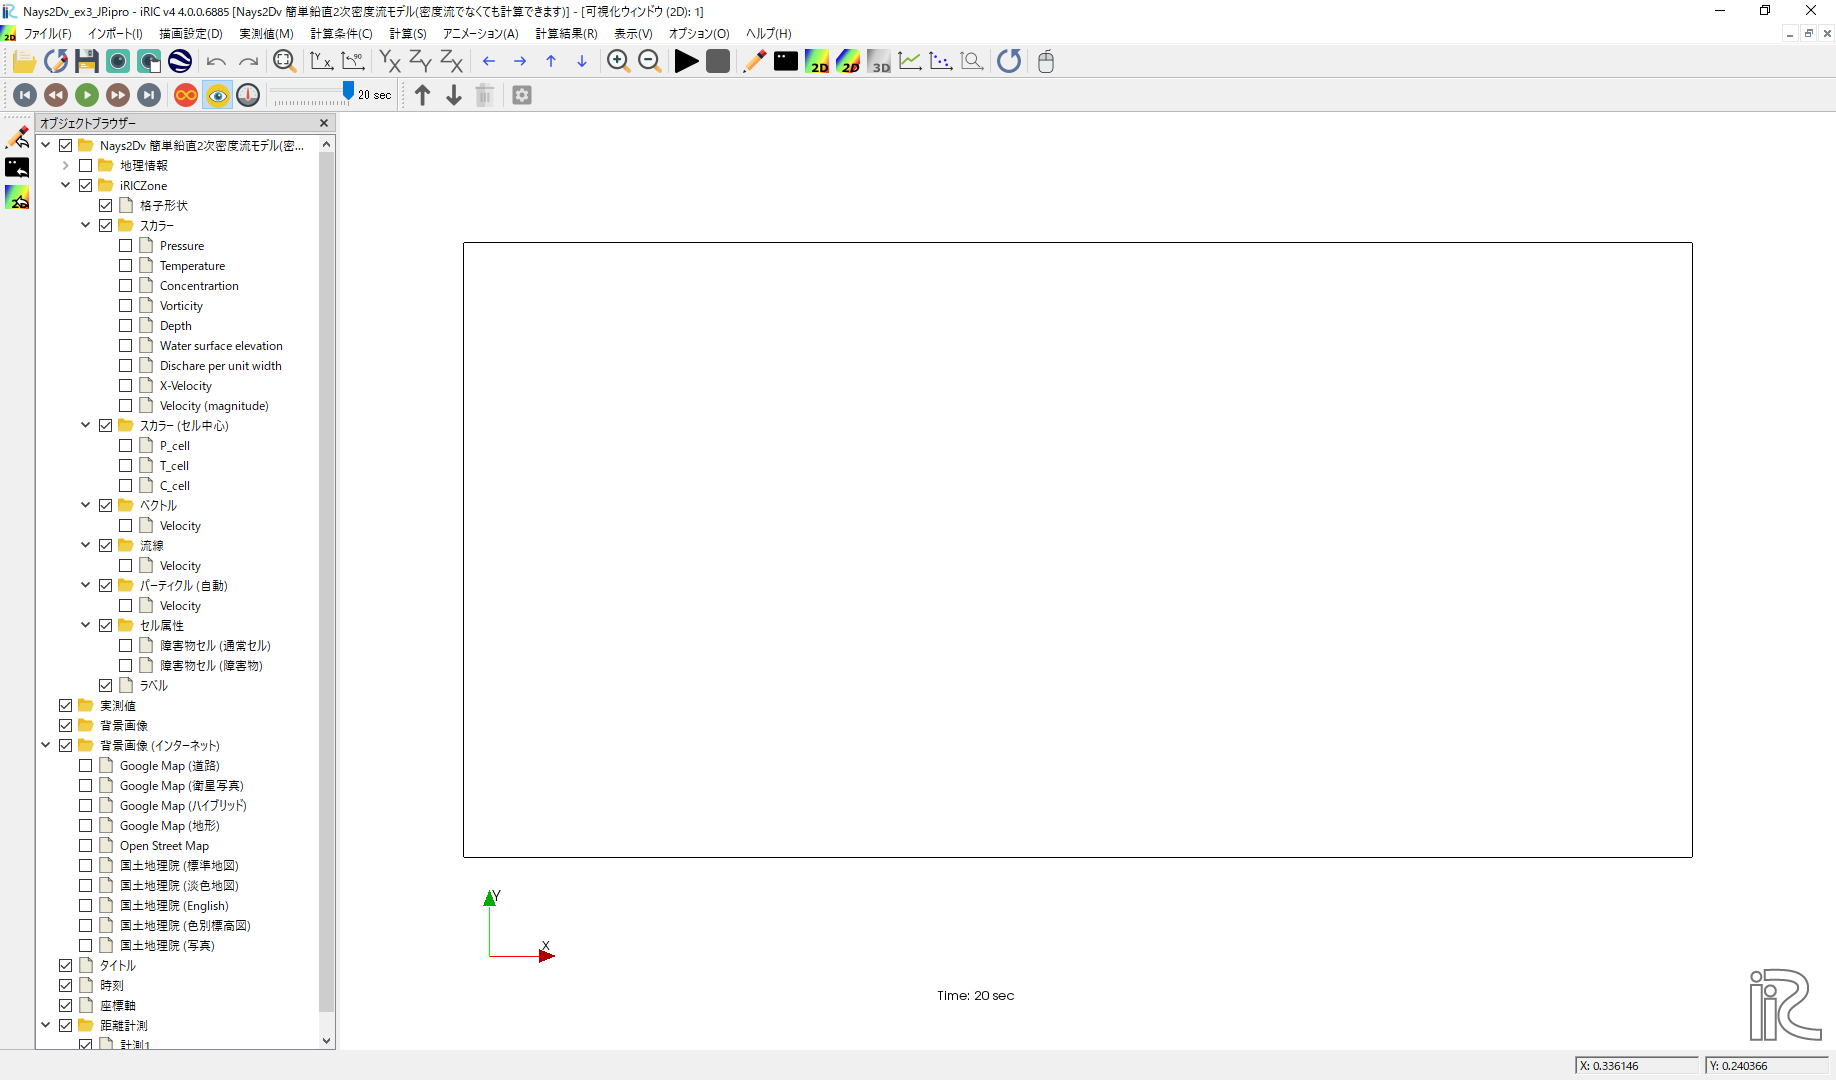 Nays2Dv_ex3_JP.ipro - iRIC v4 4.0.0.6885 [Nays2Dv 簡単鉛直2次密度流モデル(密度流でなくても計算できます)] - [可視化ウィンドウ (2D): 1]
ファイル(F) インポート(I) 描画設定(D) 実測値(M) 計算条件(C) 計算(S) アニメーション(A) 計算結果(R) 表示(V) オプション(O) ヘルプ(H)
20 sec
オブジェクトブラウザー
Nays2Dv 簡単鉛直2次密度流モデル(密...
地理情報
iRICZone
格子形状
スカラー
Pressure
Temperature
Concentrartion
Vorticity
Depth
Water surface elevation
Dischare per unit width
X-Velocity
Velocity (magnitude)
スカラー (セル中心)
P_cell
T_cell
C_cell
ベクトル
Velocity
流線
Velocity
パーティクル (自動)
Velocity
セル属性
障害物セル (通常セル)
障害物セル (障害物)
ラベル
実測値
背景画像
背景画像 (インターネット)
Google Map (道路)
Google Map (衛星写真)
Google Map (ハイブリッド)
Google Map (地形)
Open Street Map
国土地理院 (標準地図)
国土地理院 (淡色地図)
国土地理院 (English)
国土地理院 (色別標高図)
国土地理院 (写真)
タイトル
時刻
座標軸
距離計測
計測1
Y
X
Time: 20 sec
iRIC
X: 0.336146
Y: 0.240366